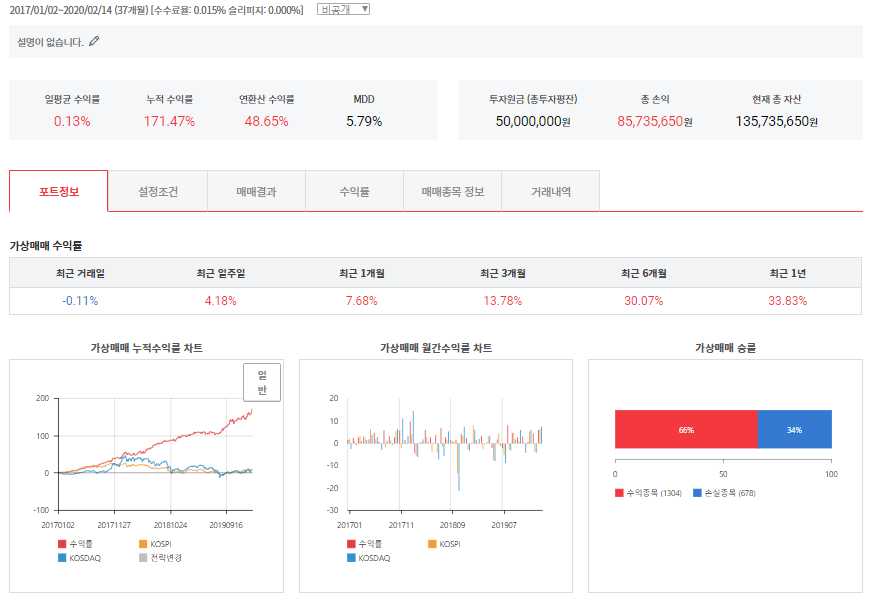 2017/01/02~2020/02/14 (37개월) [수수료율: 0.015% 슬리피지: 0.000%] 비공개
설명이 없습니다.
일평균 수익률 누적 수익률 연환산 수익률 MDD 투자원금 (총투자평잔) 총 손익 현재 총 자산
0.13% 171.47% 48.65% 5.79% 50,000,000원 85,735,650원 135,735,650원
포트정보 설정조건 매매결과 수익률 매매종목 정보 거래내역
가상매매 수익률
최근 거래일 최근 일주일 최근 1개월 최근 3개월 최근 6개월 최근 1년
-0.11% 4.18% 7.68% 13.78% 30.07% 33.83%
가상매매 누적수익률 차트 가상매매 월간수익률 차트 가상매매 승률
일
반
200
100
0
-100
20170102 20171127 20181024 20190916
수익률 KOSPI
KOSDAQ 전략변경
20
10
0
-10
-20
-30
201701 201711 201809 201907
수익률 KOSPI
KOSDAQ
66% 34%
0 50 100
수익종목 (1304) 손실종목 (678)